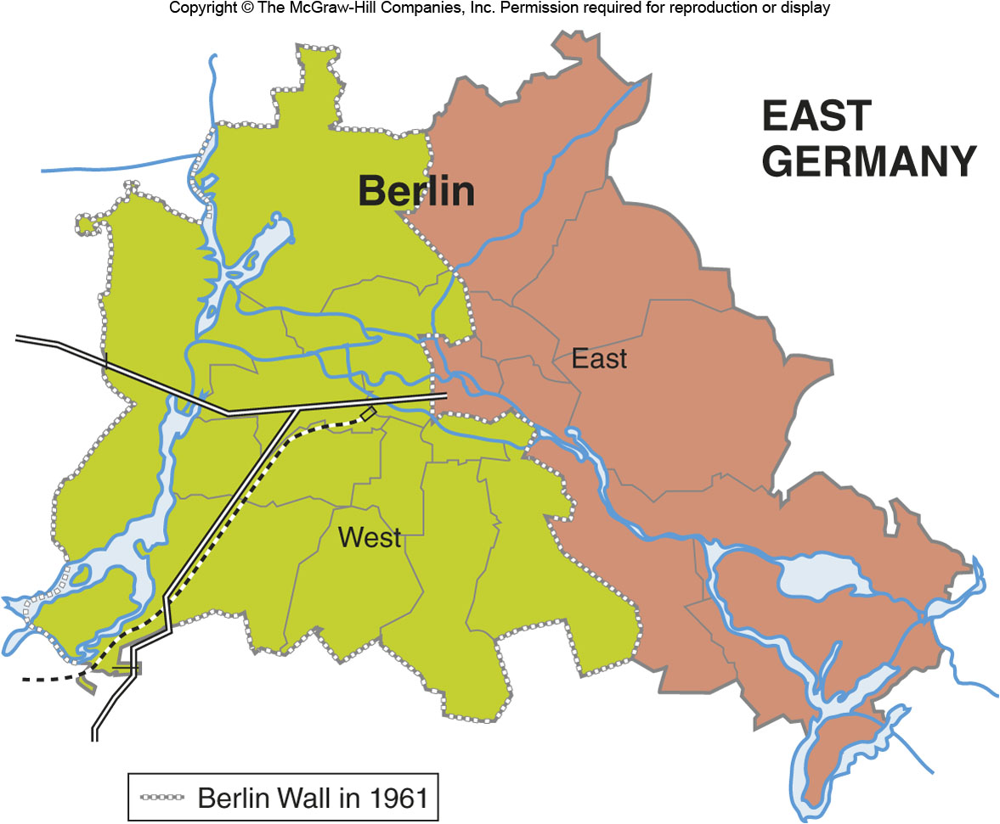 Copyright © The McGraw-Hill Companies, Inc. Permission required for reproduction or display
EAST
GERMANY
Berlin
East
West
Berlin Wall in 1961